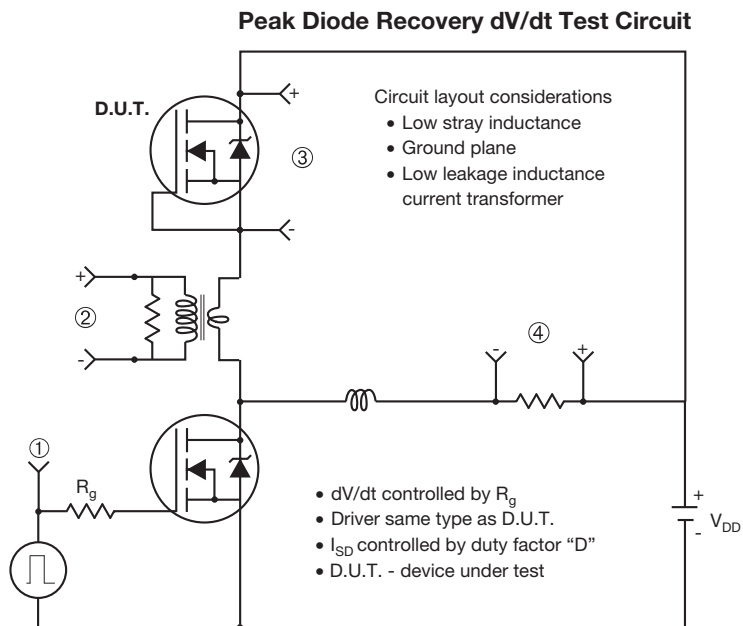 Peak Diode Recovery dV/dt Test Circuit
D.U.T.
+
-
③
Circuit layout considerations
• Low stray inductance
• Ground plane
• Low leakage inductance
current transformer
+
②
-
-
④
+
①
Rg
• dV/dt controlled by Rg
• Driver same type as D.U.T.
• ISD controlled by duty factor “D”
• D.U.T. - device under test
+
VDD
-